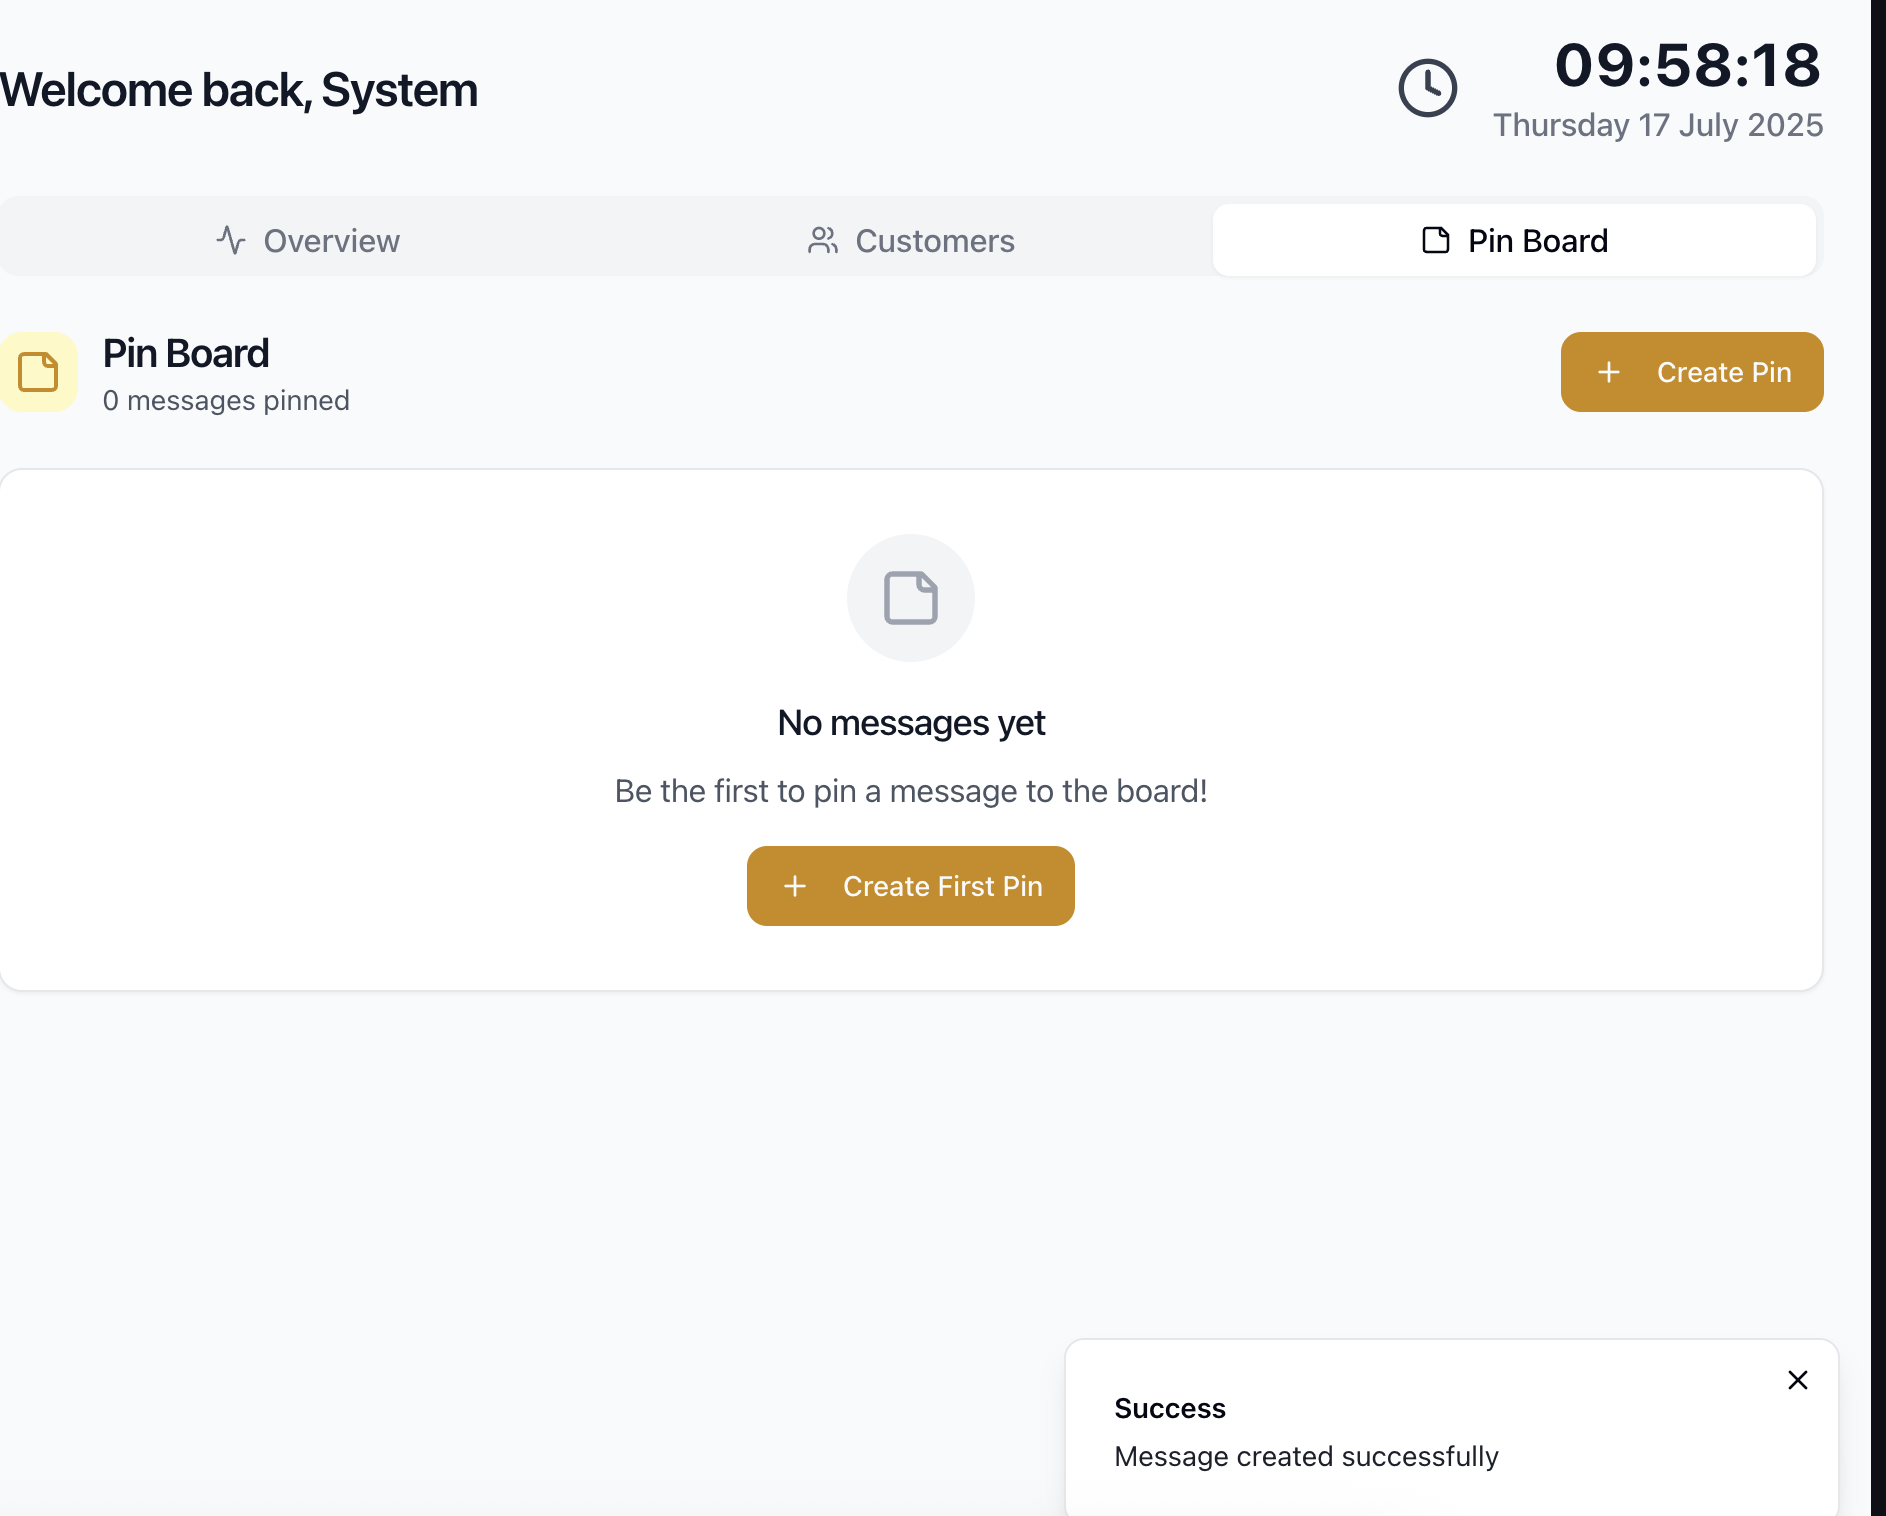 Welcome back, System
09:58:18
Thursday 17 July 2025
Overview
Customers
Pin Board
Pin Board
0 messages pinned
Create Pin
No messages yet
Be the first to pin a message to the board!
Create First Pin
Success
Message created successfully